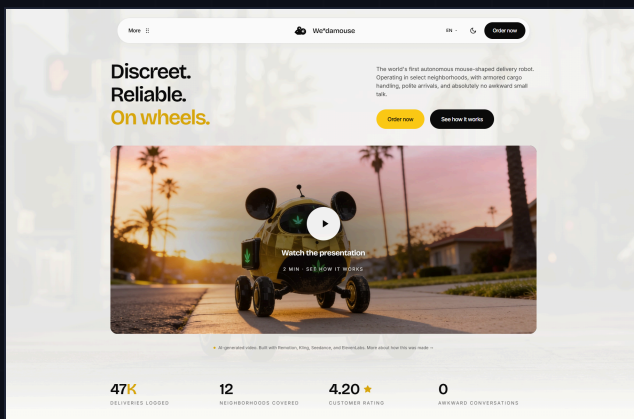 More
We*damouse
EN
Order now
Discreet.
Reliable.
On wheels.
The world's first autonomous mouse-shaped delivery robot.
Operating in select neighborhoods, with armored cargo
handling, polite arrivals, and absolutely no awkward small
talk.
Order now
See how it works
Watch the presentation
2 MIN · SEE HOW IT WORKS
AI-generated video. Built with Remotion, Kling, Seedance, and ElevenLabs. More about how this was made →
47K
DELIVERIES LOGGED
12
NEIGHBORHOODS COVERED
4.20 ★
CUSTOMER RATING
0
AWKWARD CONVERSATIONS